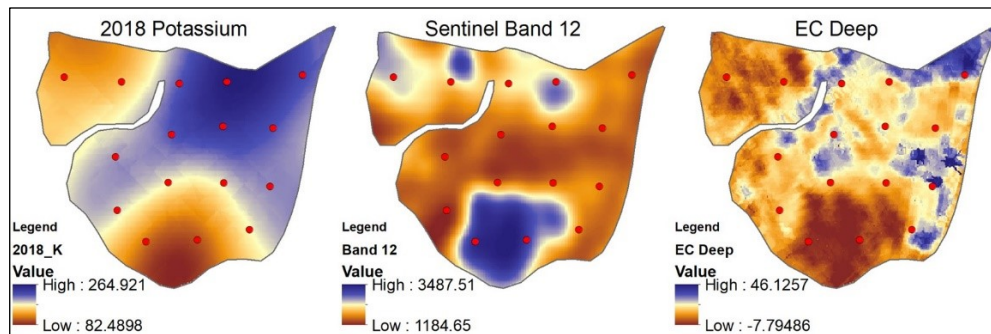 2018 Potassium
Legend
2018_K
Value
High : 264.921
Low : 82.4898
Sentinel Band 12
Legend
Band 12
Value
High : 3487.51
Low : 1184.65
EC Deep
Legend
EC Deep
Value
High : 46.1257
Low : -7.79486